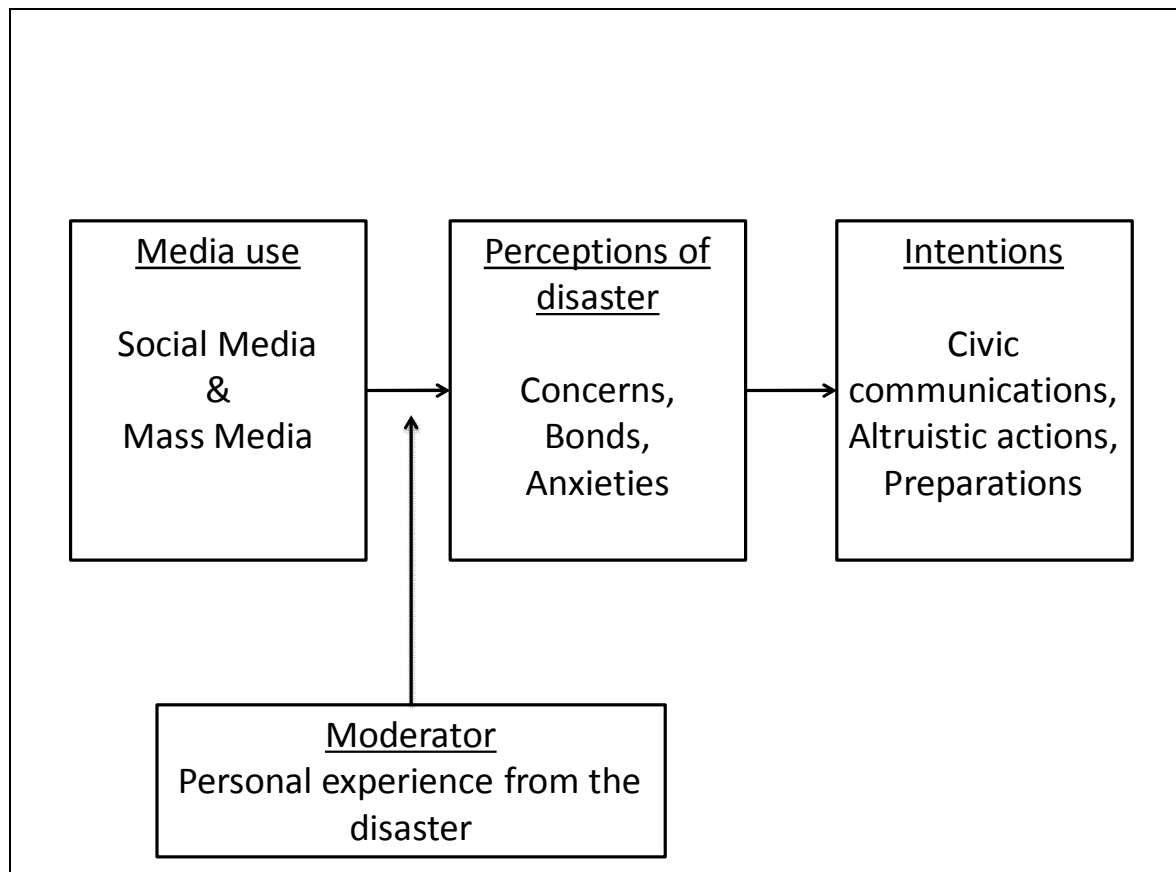 Media use
Social Media
&
Mass Media
Perceptions of
disaster
Concerns,
Bonds,
Anxieties
Intentions
Civic
communications,
Altruistic actions,
Preparations
Moderator
Personal experience from the
disaster